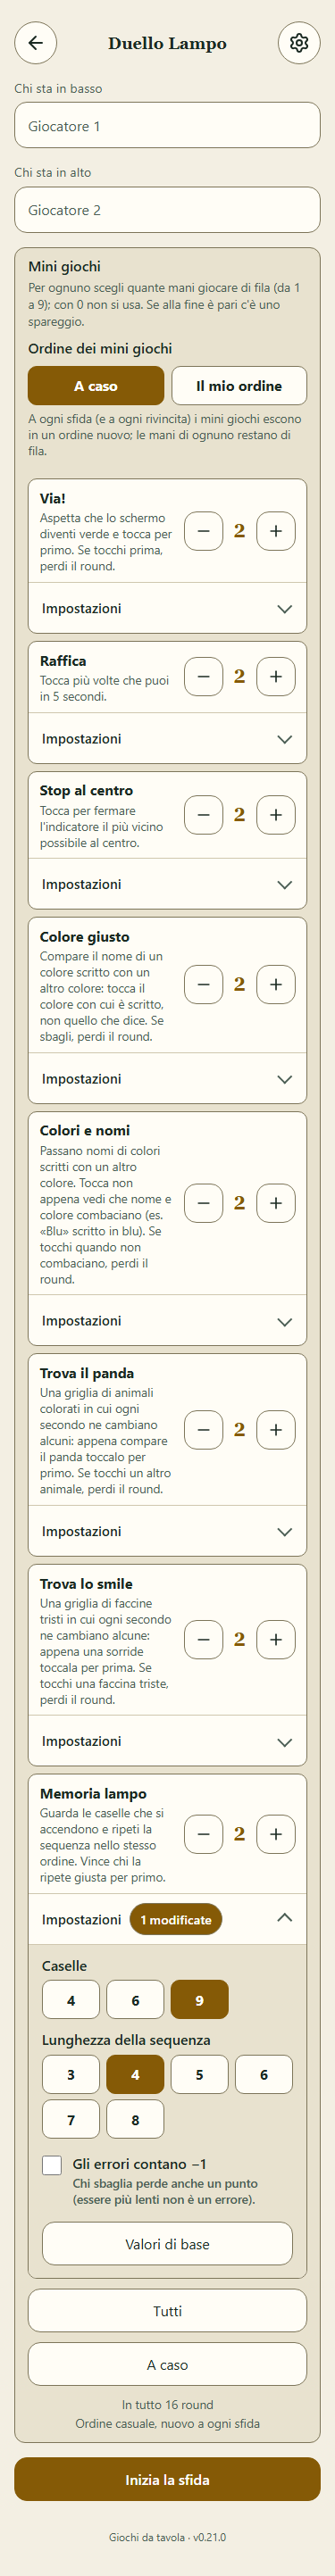 Duello Lampo
Chi sta in basso
Giocatore 1
Chi sta in alto
Giocatore 2
Mini giochi
Per ognuno scegli quante mani giocare di fila (da 1
a 9); con 0 non si usa. Se alla fine è pari c'è uno
spareggio.
Ordine dei mini giochi
A caso
Il mio ordine
A ogni sfida (e a ogni rivincita) i mini giochi escono
in un ordine nuovo; le mani di ognuno restano di
fila.
Via!
Aspetta che lo schermo
diventi verde e tocca per
primo. Se tocchi prima,
perdi il round.
− 2 +
Impostazioni
Raffica
Tocca più volte che puoi
in 5 secondi.
− 2 +
Impostazioni
Stop al centro
Tocca per fermare
l'indicatore il più vicino
possibile al centro.
− 2 +
Impostazioni
Colore giusto
Compare il nome di un
colore scritto con un
altro colore: tocca il
colore con cui è scritto,
non quello che dice. Se
sbagli, perdi il round.
− 2 +
Impostazioni
Colori e nomi
Passano nomi di colori
scritti con un altro
colore. Tocca non
appena vedi che nome e
colore combaciano (es.
«Blu» scritto in blu). Se
tocchi quando non
combaciano, perdi il
round.
− 2 +
Impostazioni
Trova il panda
Una griglia di animali
colorati in cui ogni
secondo ne cambiano
alcuni: appena compare
il panda toccalo per
primo. Se tocchi un altro
animale, perdi il round.
− 2 +
Impostazioni
Trova lo smile
Una griglia di faccine
tristi in cui ogni secondo
ne cambiano alcune:
appena una sorride
toccala per prima. Se
tocchi una faccina triste,
perdi il round.
− 2 +
Impostazioni
Memoria lampo
Guarda le caselle che si
accendono e ripeti la
sequenza nello stesso
ordine. Vince chi la
ripete giusta per primo.
− 2 +
Impostazioni 1 modificate
Caselle
4 6 9
Lunghezza della sequenza
3 4 5 6
7 8
Gli errori contano −1
Chi sbaglia perde anche un punto
(essere più lenti non è un errore).
Valori di base
Tutti
A caso
In tutto 16 round
Ordine casuale, nuovo a ogni sfida
Inizia la sfida
Giochi da tavola · v0.21.0